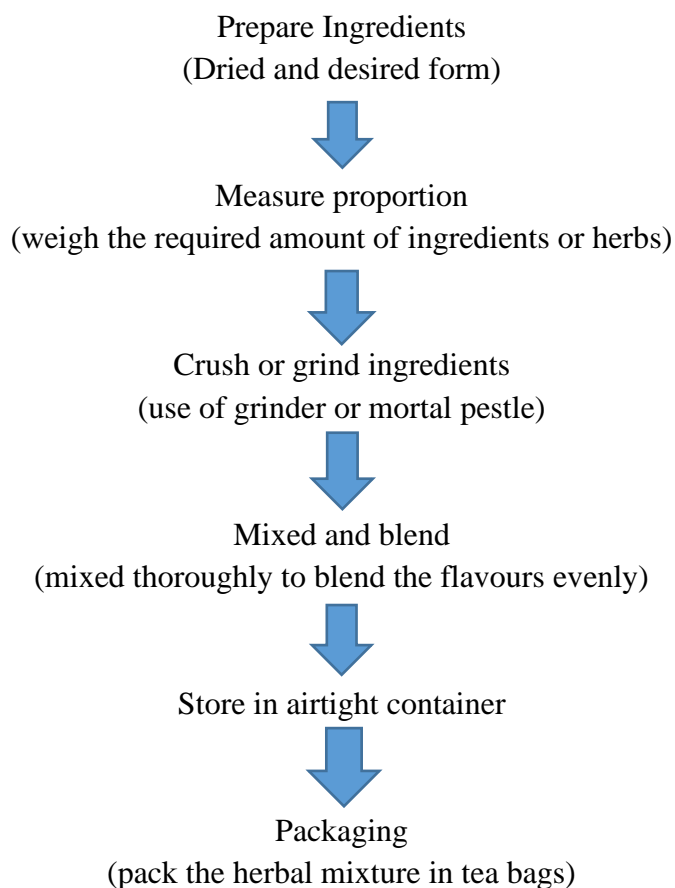 Prepare Ingredients
(Dried and desired form)
Measure proportion
(weigh the required amount of ingredients or herbs)
Crush or grind ingredients
(use of grinder or mortal pestle)
Mixed and blend
(mixed thoroughly to blend the flavours evenly)
Store in airtight container
Packaging
(pack the herbal mixture in tea bags)